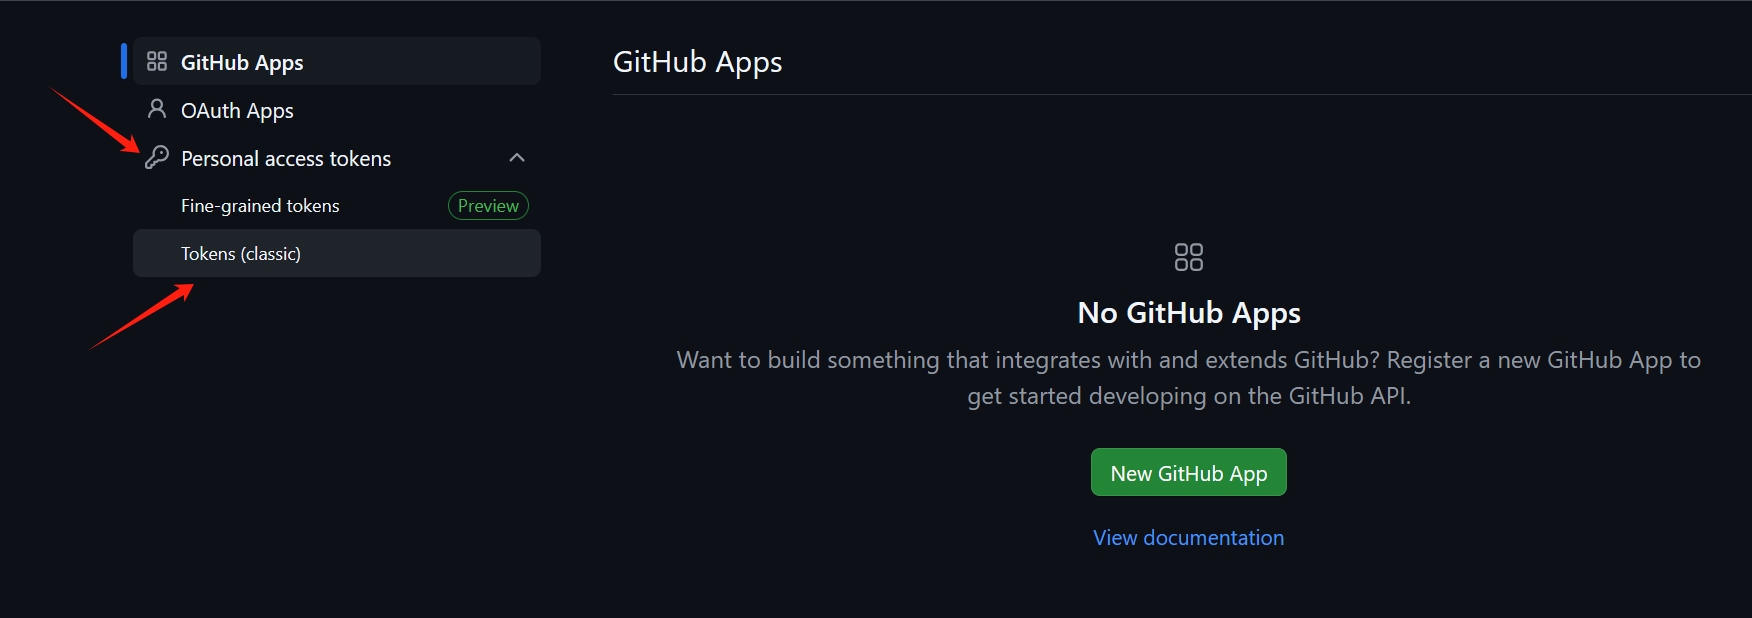 GitHub Apps
OAuth Apps
Personal access tokens
Fine-grained tokens Preview
Tokens (classic)
GitHub Apps
No GitHub Apps
Want to build something that integrates with and extends GitHub? Register a new GitHub App to
get started developing on the GitHub API.
New GitHub App
View documentation